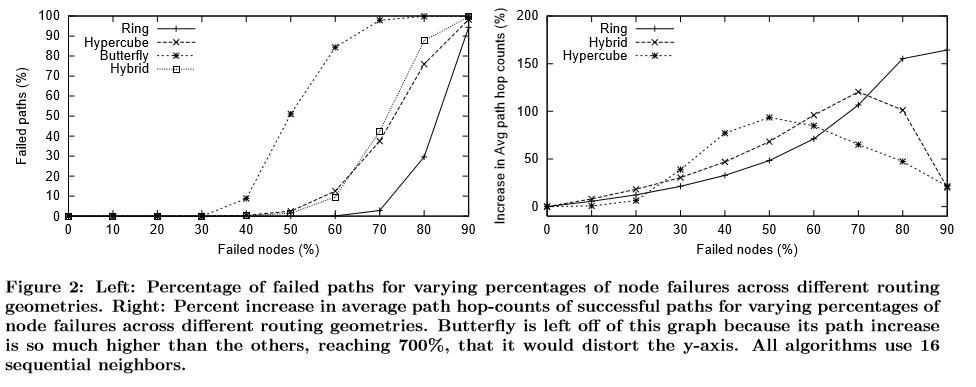 100
90
80
70
60
50
40
30
20
10
0
Failed paths (%)
Ring
Hypercube
Butterfly
Hybrid
0 10 20 30 40 50 60 70 80 90
Failed nodes (%)
200
150
100
50
0
Increase in Avg path hop counts (%)
Ring
Hybrid
Hypercube
0 10 20 30 40 50 60 70 80 90
Failed nodes (%)
Figure 2: Left: Percentage of failed paths for varying percentages of node failures across different routing
geometries. Right: Percent increase in average path hop-counts of successful paths for varying percentages of
node failures across different routing geometries. Butterfly is left off of this graph because its path increase
is so much higher than the others, reaching 700%, that it would distort the y-axis. All algorithms use 16
sequential neighbors.